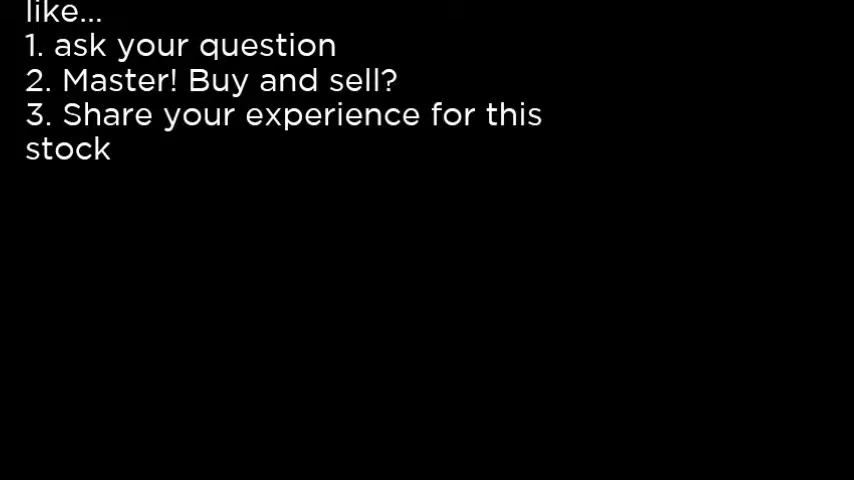 like...
1. ask your question
2. Master! Buy and sell?
3. Share your experience for this
stock